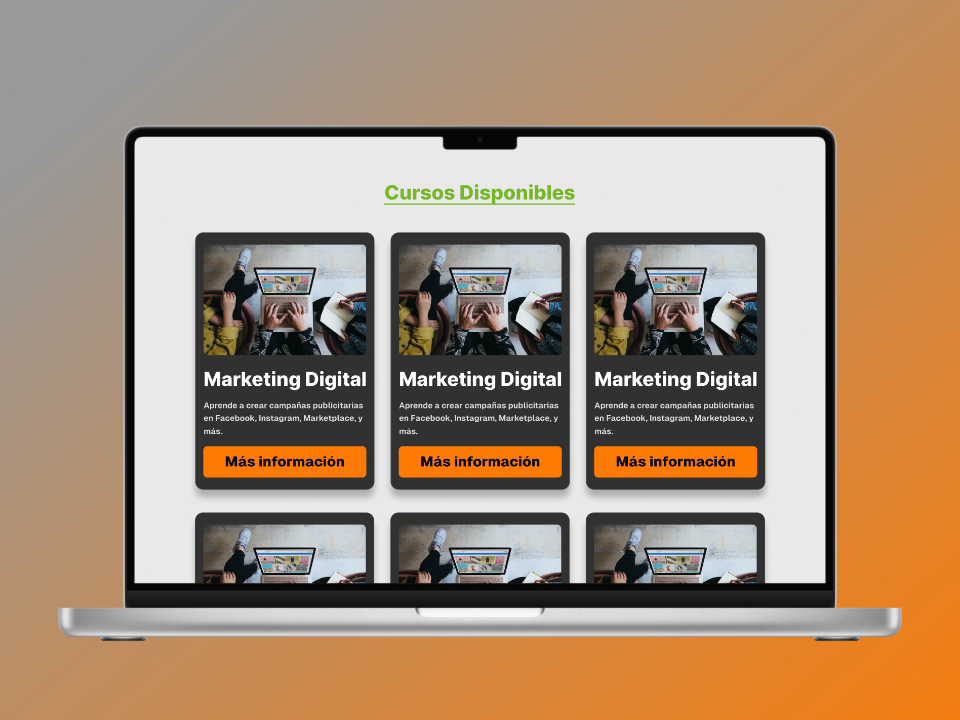 Cursos Disponibles
Marketing Digital
Aprende a crear campañas publicitarias
en Facebook, Instagram, Marketplace, y
más.
Más información
Marketing Digital
Aprende a crear campañas publicitarias
en Facebook, Instagram, Marketplace, y
más.
Más información
Marketing Digital
Aprende a crear campañas publicitarias
en Facebook, Instagram, Marketplace, y
más.
Más información